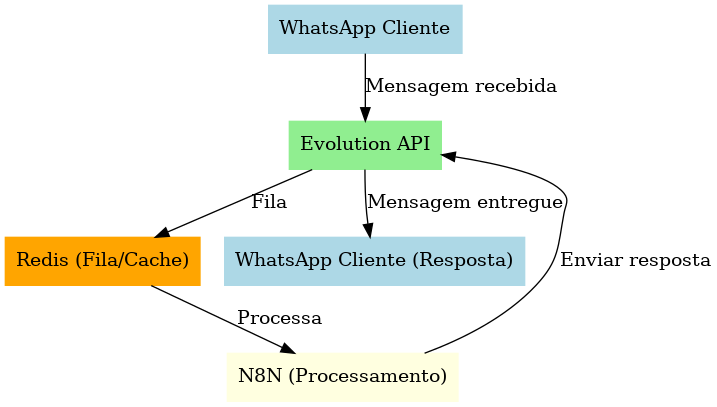 WhatsApp Cliente
Mensagem recebida
Evolution API
Fila
Mensagem entregue
Redis (Fila/Cache)
WhatsApp Cliente (Resposta)
Enviar resposta
Processa
N8N (Processamento)